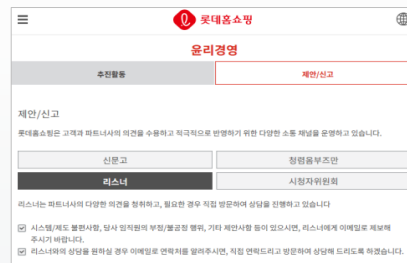 롯데홈쇼핑
윤리경영
추진활동
제안/신고
제안/신고
롯데홈쇼핑은 고객과 파트너사의 의견을 수용하고 적극적으로 반영하기 위한 다양한 소통 채널을 운영하고 있습니다.
신문고
청렴옴부즈만
리스너
시청자위원회
리스너는 파트너사의 다양한 의견을 청취하고, 필요한 경우 직접 방문하여 상담을 진행하고 있습니다
시스템/제도 불편사항, 당사 임직원의 부정/불공정 행위, 기타 제안사항 등이 있으시면, 리스너에게 이메일로 제보해
주시기 바랍니다.
리스너와의 상담을 원하실 경우 이메일로 연락처를 알려주시면, 직접 연락드리고 방문하여 상담해 드리도록 하겠습니다.